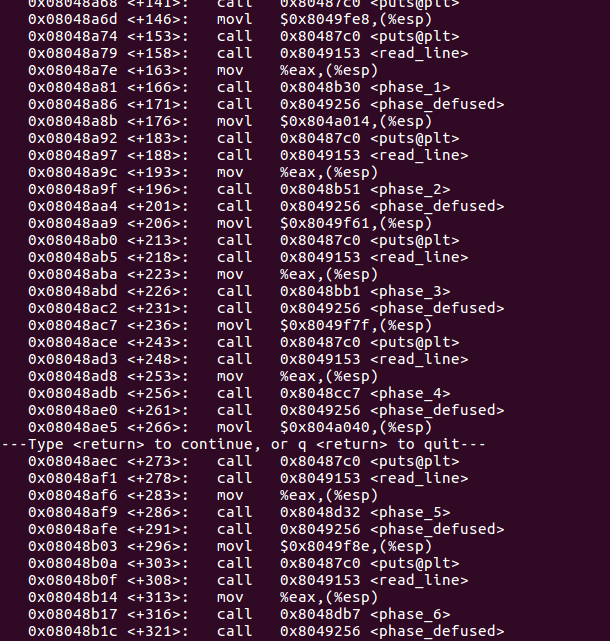 0x08048a68 <+141>: call 0x80487c0 <puts@plt>
0x08048a6d <+146>: movl $0x8049fe8,(%esp)
0x08048a74 <+153>: call 0x80487c0 <puts@plt>
0x08048a79 <+158>: call 0x8049153 <read_line>
0x08048a7e <+163>: mov %eax,(%esp)
0x08048a81 <+166>: call 0x8048b30 <phase_1>
0x08048a86 <+171>: call 0x8049256 <phase_defused>
0x08048a8b <+176>: movl $0x804a014,(%esp)
0x08048a92 <+183>: call 0x80487c0 <puts@plt>
0x08048a97 <+188>: call 0x8049153 <read_line>
0x08048a9c <+193>: mov %eax,(%esp)
0x08048a9f <+196>: call 0x8048b51 <phase_2>
0x08048aa4 <+201>: call 0x8049256 <phase_defused>
0x08048aa9 <+206>: movl $0x8049f61,(%esp)
0x08048ab0 <+213>: call 0x80487c0 <puts@plt>
0x08048ab5 <+218>: call 0x8049153 <read_line>
0x08048aba <+223>: mov %eax,(%esp)
0x08048abd <+226>: call 0x8048bb1 <phase_3>
0x08048ac2 <+231>: call 0x8049256 <phase_defused>
0x08048ac7 <+236>: movl $0x8049f7f,(%esp)
0x08048ace <+243>: call 0x80487c0 <puts@plt>
0x08048ad3 <+248>: call 0x8049153 <read_line>
0x08048ad8 <+253>: mov %eax,(%esp)
0x08048adb <+256>: call 0x8048cc7 <phase_4>
0x08048ae0 <+261>: call 0x8049256 <phase_defused>
0x08048ae5 <+266>: movl $0x804a040,(%esp)
---Type <return> to continue, or q <return> to quit---
0x08048aec <+273>: call 0x80487c0 <puts@plt>
0x08048af1 <+278>: call 0x8049153 <read_line>
0x08048af6 <+283>: mov %eax,(%esp)
0x08048af9 <+286>: call 0x8048d32 <phase_5>
0x08048afe <+291>: call 0x8049256 <phase_defused>
0x08048b03 <+296>: movl $0x8049f8e,(%esp)
0x08048b0a <+303>: call 0x80487c0 <puts@plt>
0x08048b0f <+308>: call 0x8049153 <read_line>
0x08048b14 <+313>: mov %eax,(%esp)
0x08048b17 <+316>: call 0x8048db7 <phase_6>
0x08048b1c <+321>: call 0x8049256 <phase_defused>